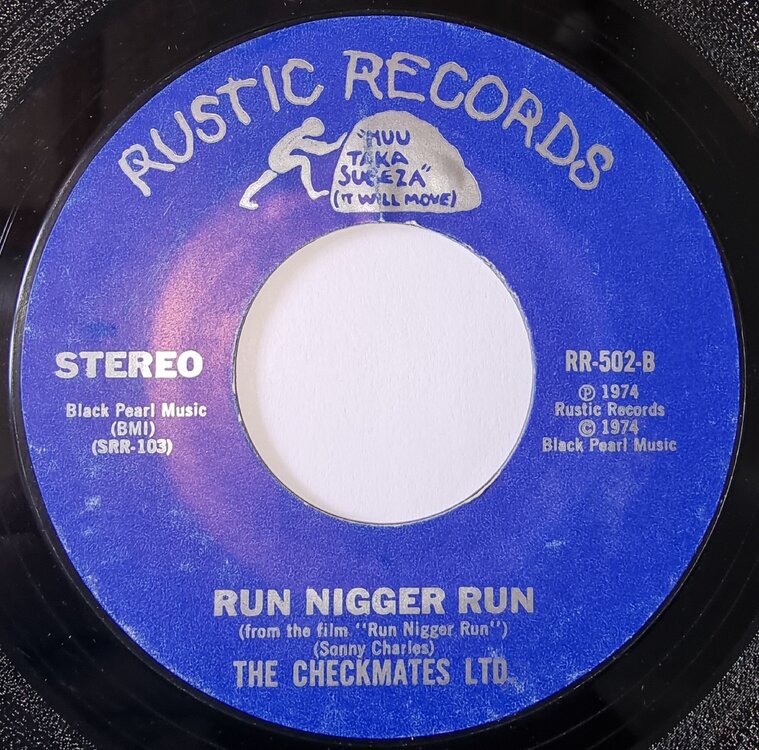 RUSTIC RECORDS
"HUU
TAKA
SUGEZA"
(IT WILL MOVE)
STEREO
Black Pearl Music
(BMI)
(SRR-103)
RR-502-B
℗ 1974
Rustic Records
© 1974
Black Pearl Music
RUN NIGGER RUN
(from the film "Run Nigger Run")
(Sonny Charles)
THE CHECKMATES LTD.